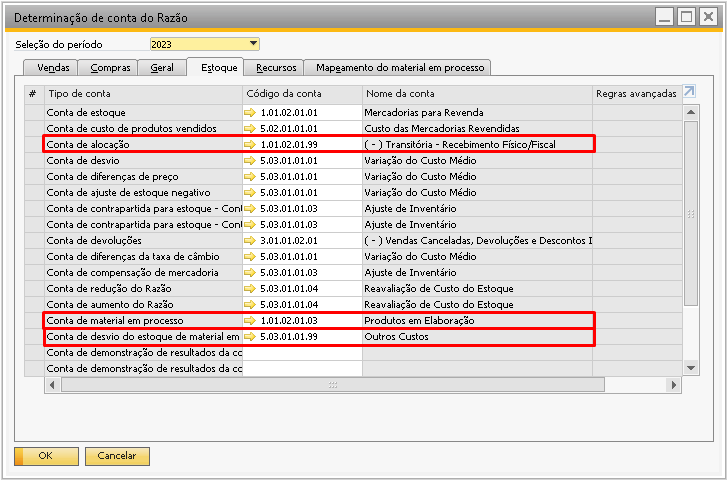 Determinação de conta do Razão
Seleção do período 2023
Vendas Compras Geral Estoque Recursos Mapeamento do material em processo
# Tipo de conta Código da conta Nome da conta Regras avançadas
Conta de estoque 1.01.02.01.01 Mercadorias para Revenda
Conta de custo de produtos vendidos 5.02.01.01.01 Custo das Mercadorias Revendidas
Conta de alocação 1.01.02.01.99 ( - ) Transitória - Recebimento Físico/Fiscal
Conta de desvio 5.03.01.01.01 Variação do Custo Médio
Conta de diferenças de preço 5.03.01.01.01 Variação do Custo Médio
Conta de ajuste de estoque negativo 5.03.01.01.01 Variação do Custo Médio
Conta de contrapartida para estoque - Con 5.03.01.01.03 Ajuste de Inventário
Conta de contrapartida para estoque - Con 5.03.01.01.03 Ajuste de Inventário
Conta de devoluções 3.01.01.02.01 ( - ) Vendas Canceladas, Devoluções e Descontos I
Conta de diferenças da taxa de câmbio 5.03.01.01.01 Variação do Custo Médio
Conta de compensação de mercadoria 5.03.01.01.03 Ajuste de Inventário
Conta de redução do Razão 5.03.01.01.04 Reavaliação de Custo do Estoque
Conta de aumento do Razão 5.03.01.01.04 Reavaliação de Custo do Estoque
Conta de material em processo 1.01.02.01.03 Produtos em Elaboração
Conta de desvio do estoque de material em 5.03.01.01.99 Outros Custos
Conta de demonstração de resultados da co
Conta de demonstração de resultados da co
OK Cancelar